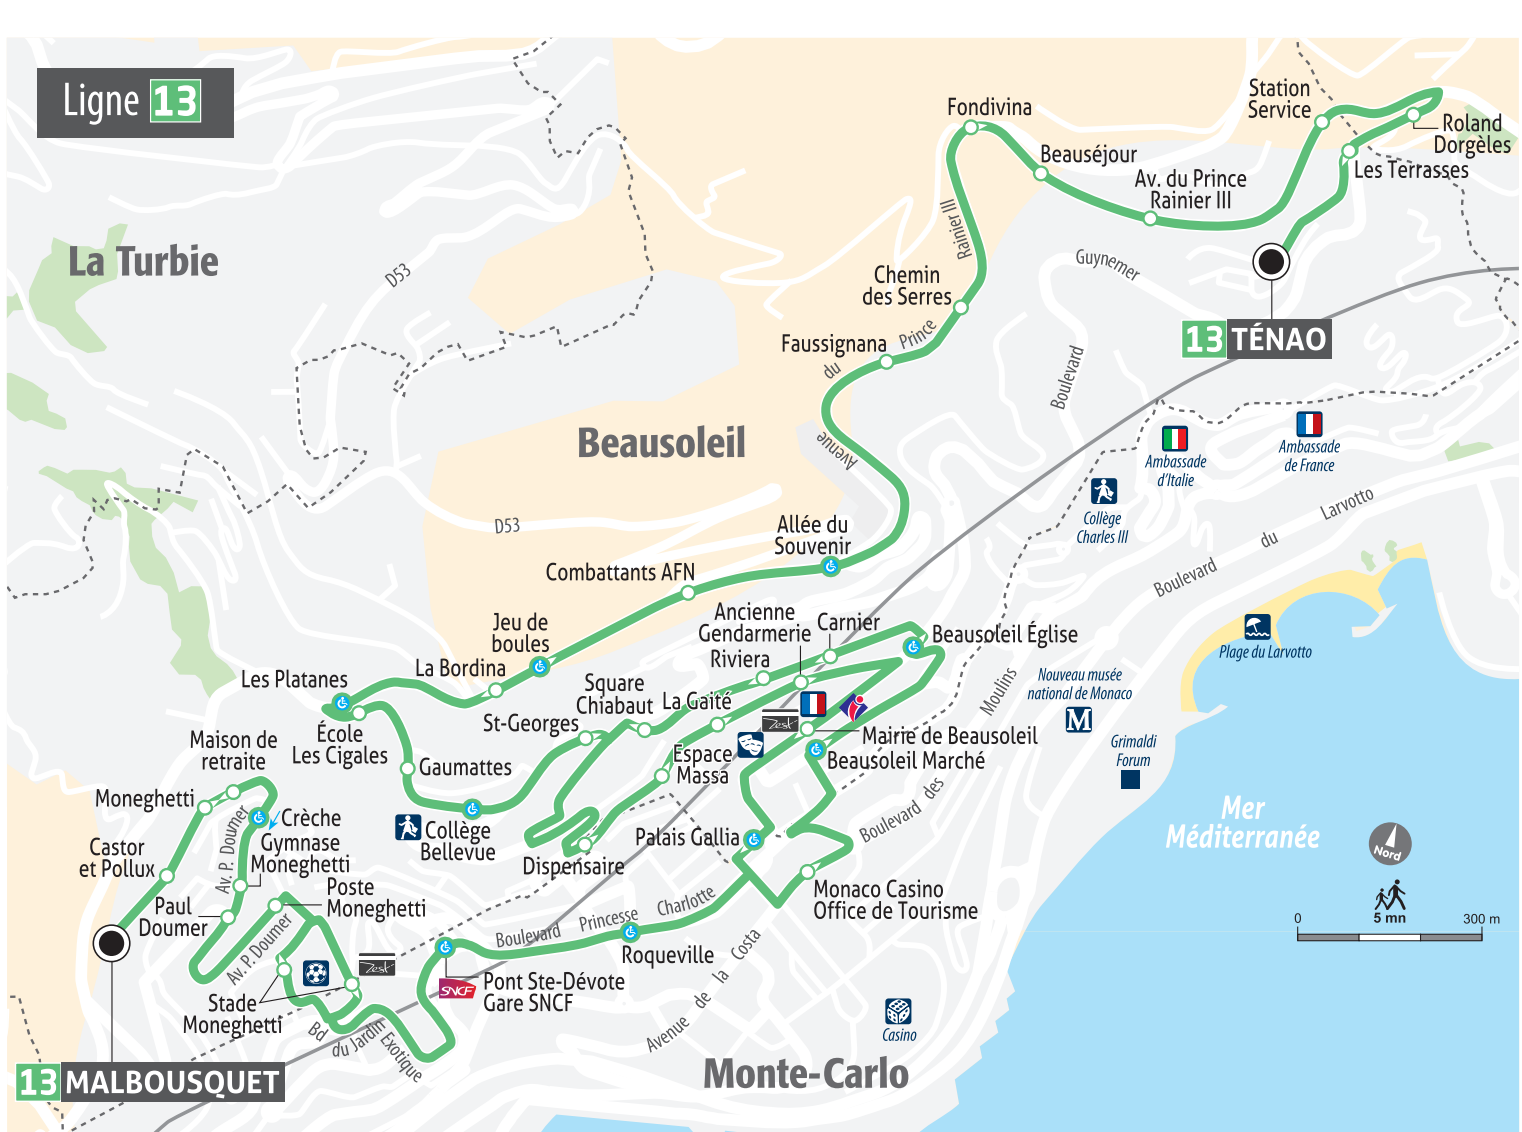 Ligne 13
Station
Service
Fondivina
Roland
Dorgèles
Beauséjour
Les Terrasses
Av. du Prince
Rainier III
Rainier III
La Turbie
D53
Guynemer
Chemin
des Serres
Prince
13 TÉNAO
Faussignana
du
Boulevard
Avenue
Beausoleil
Ambassade
d'Italie
Ambassade
de France
Collège
Charles III
Larvotto
du
Boulevard
D53
Allée du
Souvenir
Combattants AFN
Jeu de
boules
Ancienne
Gendarmerie
Carnier
Beausoleil Église
Riviera
Plage du Larvotto
La Bordina
Les Platanes
Square
Chiabaut
La Gaité
Moulins
Nouveau musée
national de Monaco
M
St-Georges
École
Les Cigales
Zest
Mairie de Beausoleil
Maison de
retraite
Espace
Massa
Beausoleil Marché
Grimaldi
Forum
Gaumattes
Moneghetti
Boulevard des
Mer
Méditerranée
Crèche
Gymnase
Moneghetti
Av. P. Doumer
Collège
Bellevue
Palais Gallia
Castor
et Pollux
Dispensaire
Nord
Poste
Moneghetti
Monaco Casino
Office de Tourisme
Paul
Doumer
Av. P. Doumer
Boulevard
Princesse
Charlotte
5 mn
0
300 m
Roqueville
Zest
SNCF
Pont Ste-Dévote
Gare SNCF
Stade
Moneghetti
Avenue de la Costa
Bd
du Jardin
Exotique
Casino
Monte-Carlo
13 MALBOUSQUET